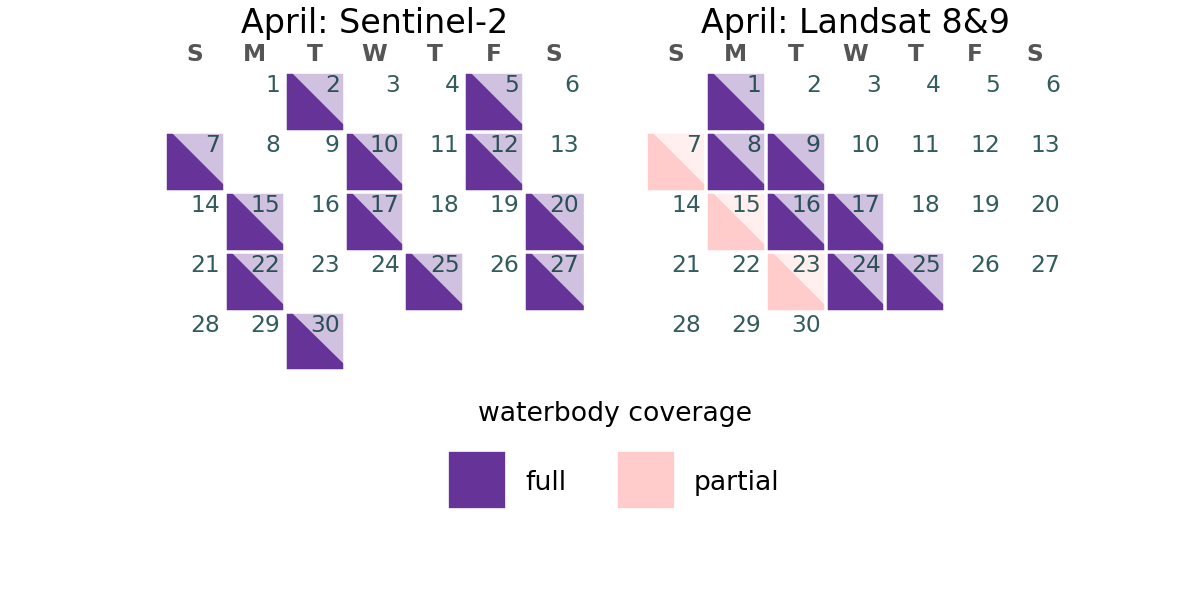 April: Sentinel-2
S M T W T F S
1 2 3 4 5 6
7 8 9 10 11 12 13
14 15 16 17 18 19 20
21 22 23 24 25 26 27
28 29 30
April: Landsat 8&9
S M T W T F S
1 2 3 4 5 6
7 8 9 10 11 12 13
14 15 16 17 18 19 20
21 22 23 24 25 26 27
28 29 30
waterbody coverage
full partial